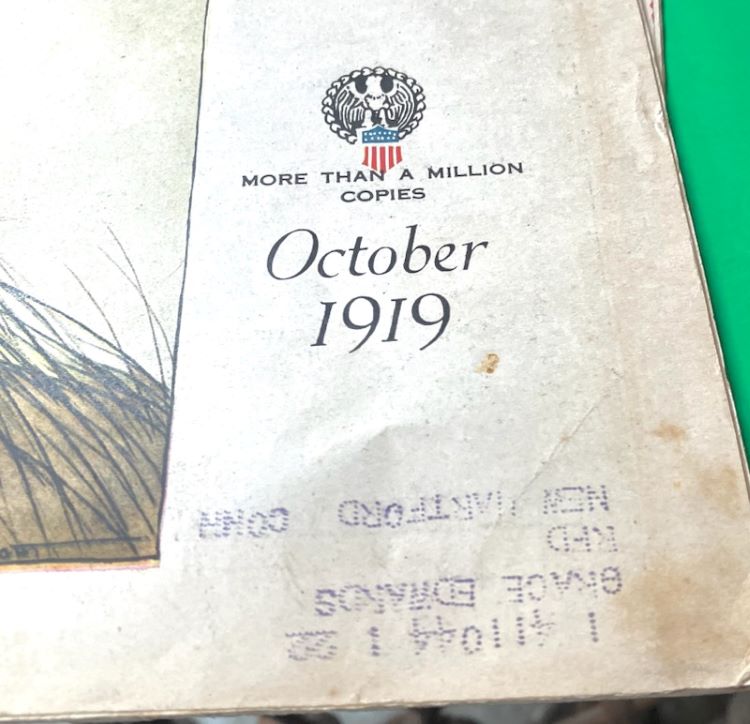 MORE THAN A MILLION
COPIES
October
1919
GRACE EDWARDS
RFD
NEW HARTFORD CONN